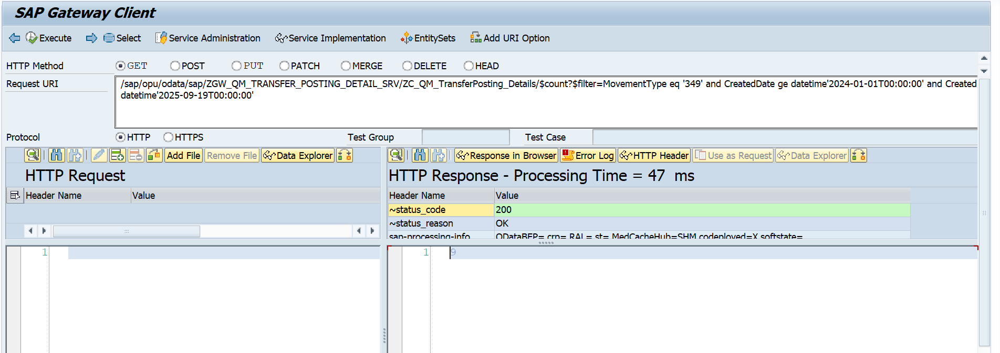 SAP Gateway Client
Execute Select Service Administration Service Implementation EntitySets Add URI Option
HTTP Method GET POST PUT PATCH MERGE DELETE HEAD
Request URI /sap/opu/odata/sap/ZGW_QM_TRANSFER_POSTING_DETAIL_SRV/ZC_QM_TransferPosting_Details/$count?$filter=MovementType eq '349' and CreatedDate ge datetime'2024-01-01T00:00:00' and Created
datetime'2025-09-19T00:00:00'
Protocol HTTP HTTPS Test Group Test Case
Add File Remove File Data Explorer Response in Browser Error Log HTTP Header Use as Request Data Explorer
HTTP Request HTTP Response - Processing Time = 47 ms
Header Name Value Header Name Value
~status_code 200
~status_reason OK
sap-processing-info ODataBEP= crp= RAL= st= MedCacheHub=SHM codeployed=X softstate=
1 1 9